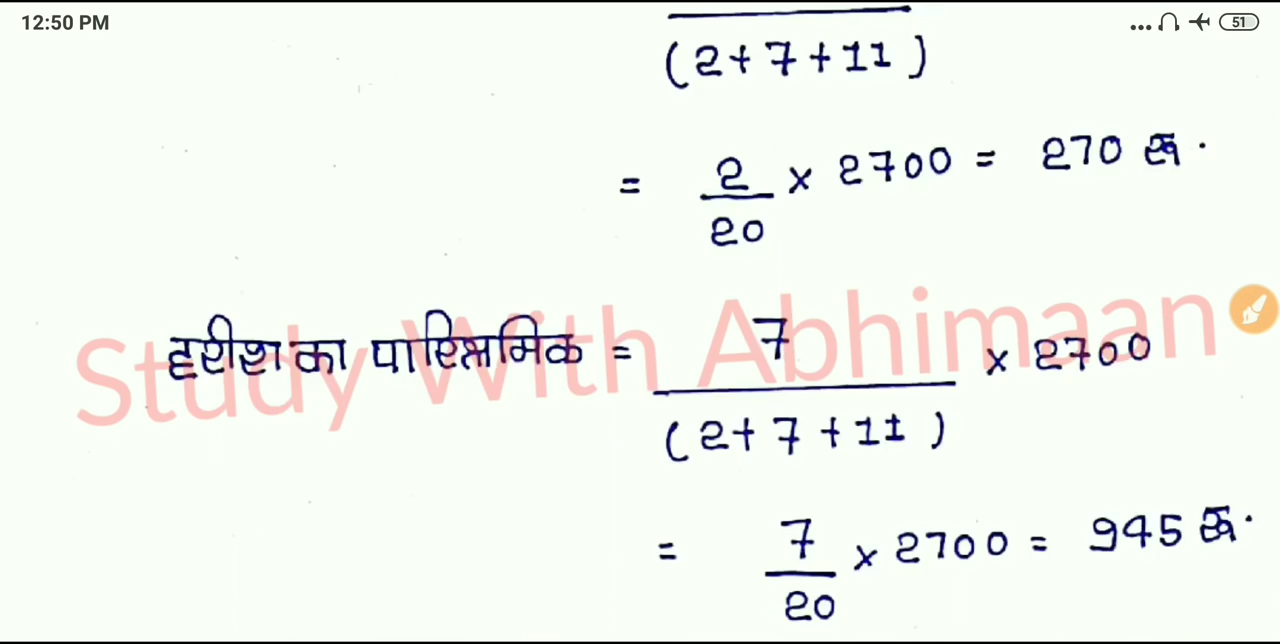 12:50 PM ... 51
(2+7+11)
= 2/20 × 2700 = 270 रू.
Study With Abhimaan
हरीश का पारिश्रमिक = 7/(2+7+11) × 2700
= 7/20 × 2700 = 945 रू.